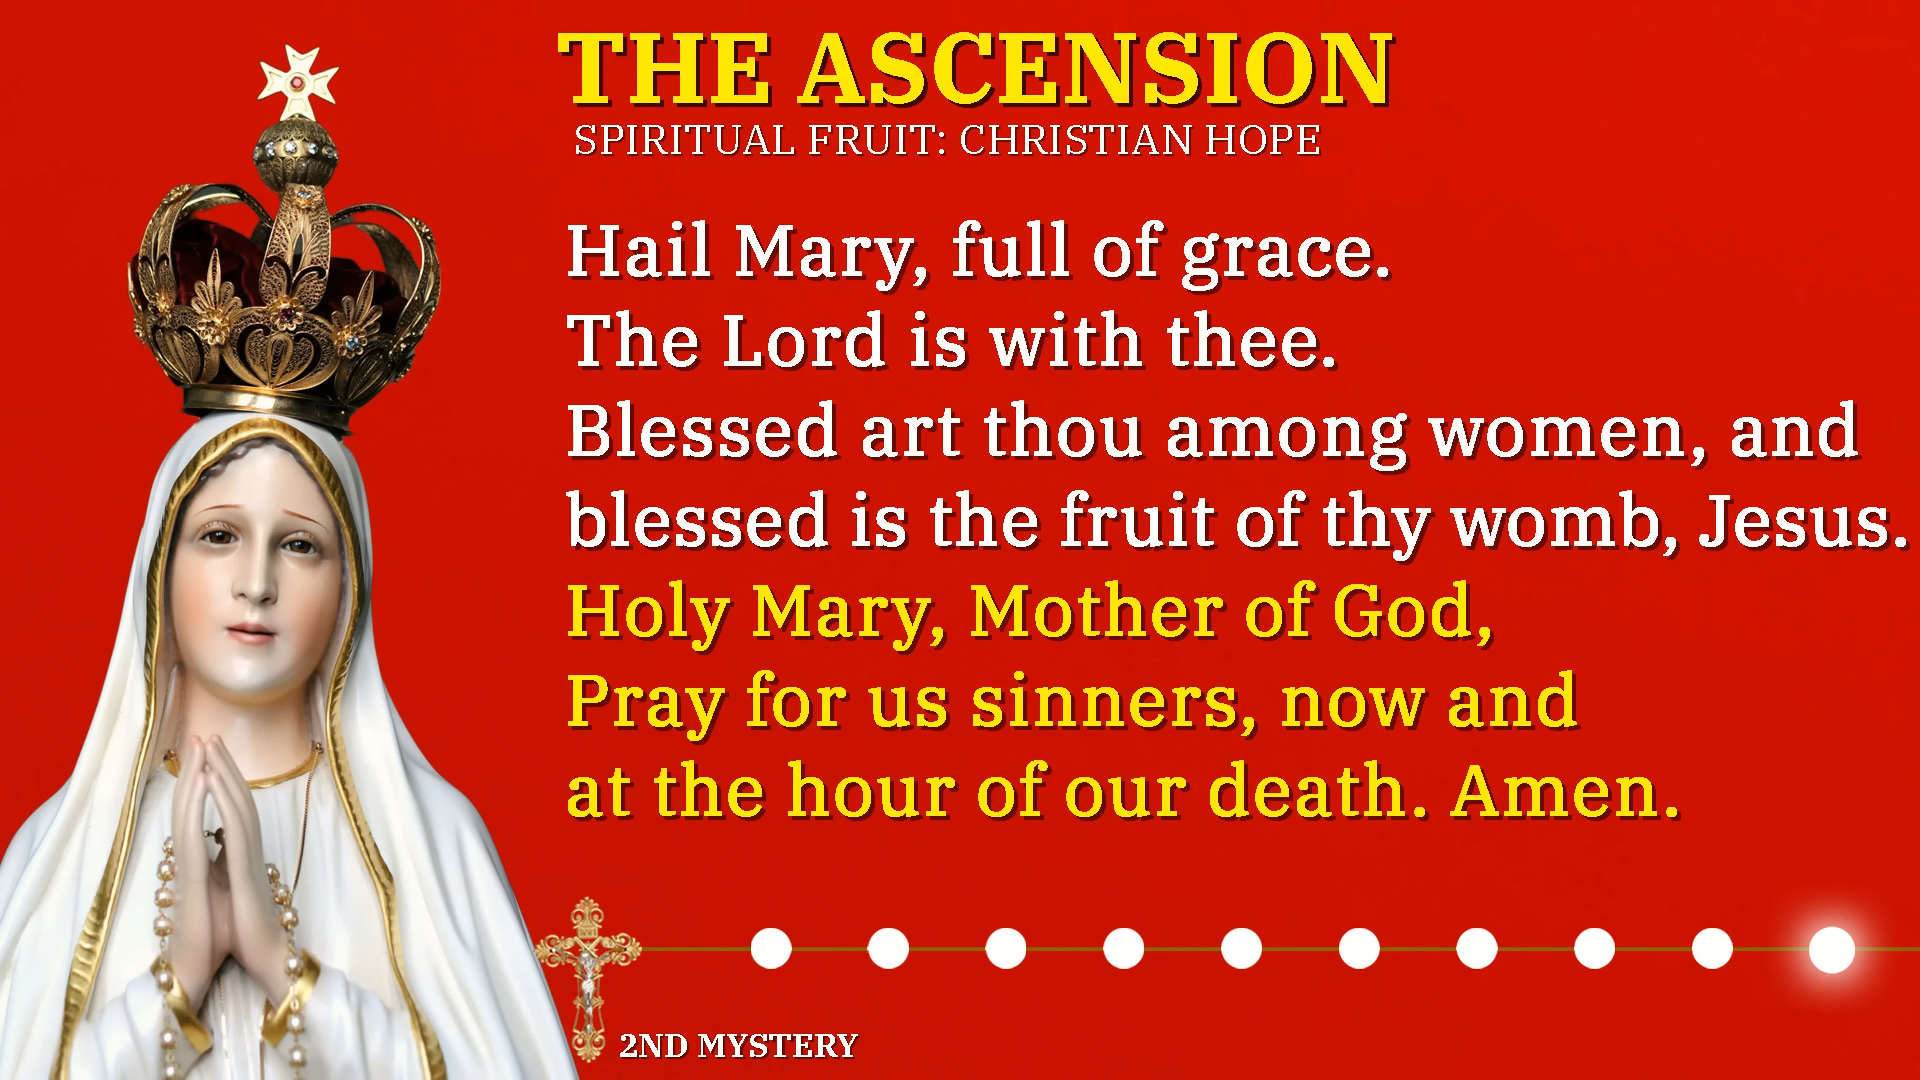 THE ASCENSION
SPIRITUAL FRUIT: CHRISTIAN HOPE
Hail Mary, full of grace.
The Lord is with thee.
Blessed art thou among women, and
blessed is the fruit of thy womb, Jesus.
Holy Mary, Mother of God,
Pray for us sinners, now and
at the hour of our death. Amen.
2ND MYSTERY